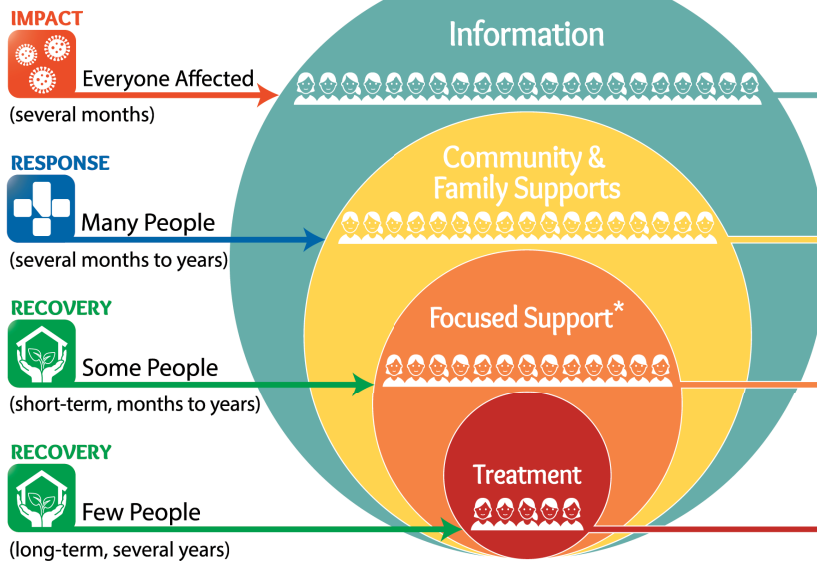 IMPACT
Everyone Affected
(several months)
Information
RESPONSE
Many People
(several months to years)
Community &
Family Supports
RECOVERY
Some People
(short-term, months to years)
Focused Support*
RECOVERY
Few People
(long-term, several years)
Treatment